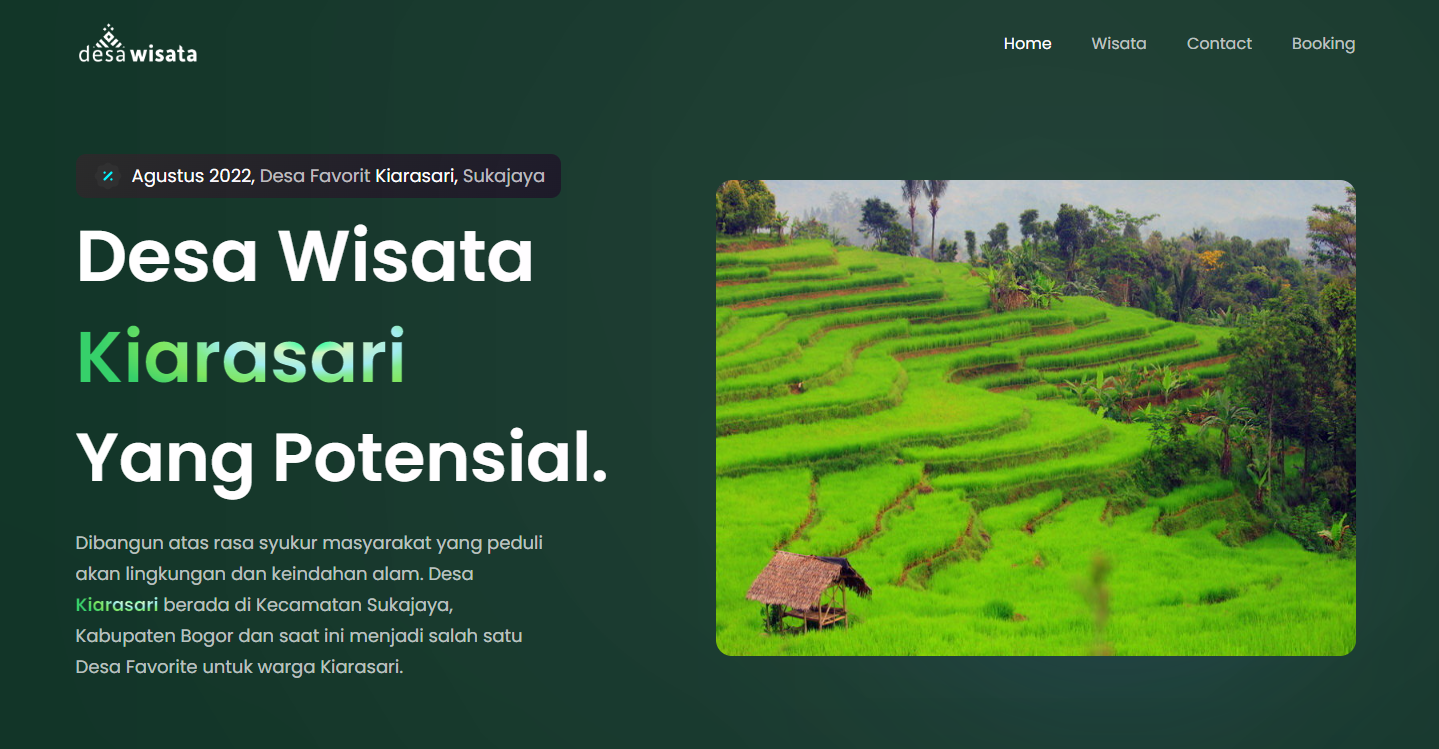 desa wisata
Home Wisata Contact Booking
Agustus 2022, Desa Favorit Kiarasari, Sukajaya
Desa Wisata
Kiarasari
Yang Potensial.
Dibangun atas rasa syukur masyarakat yang peduli
akan lingkungan dan keindahan alam. Desa
Kiarasari berada di Kecamatan Sukajaya,
Kabupaten Bogor dan saat ini menjadi salah satu
Desa Favorite untuk warga Kiarasari.